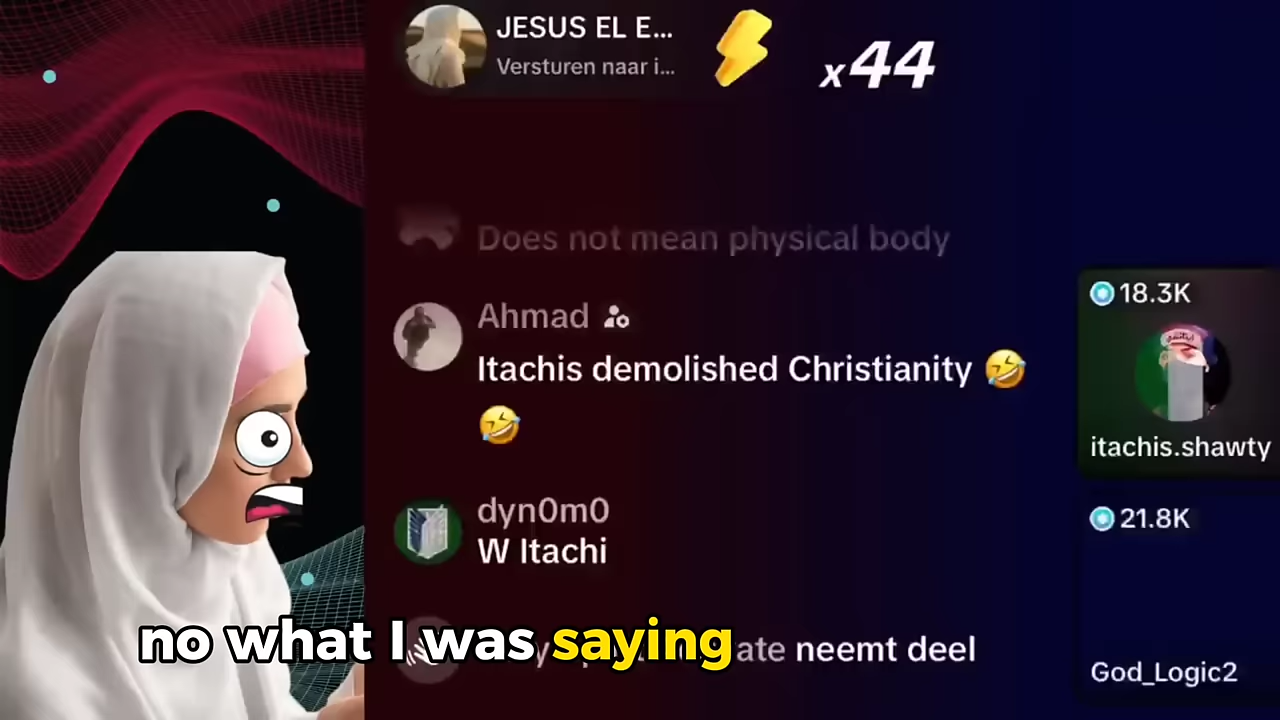 JESUS EL E...
Versturen naar i...
x44
Does not mean physical body
Ahmad
Itachis demolished Christianity 🤣
🤣
dyn0m0
W Itachi
no what I was saying
ate neemt deel
18.3K
itachis.shawty
21.8K
God_Logic2